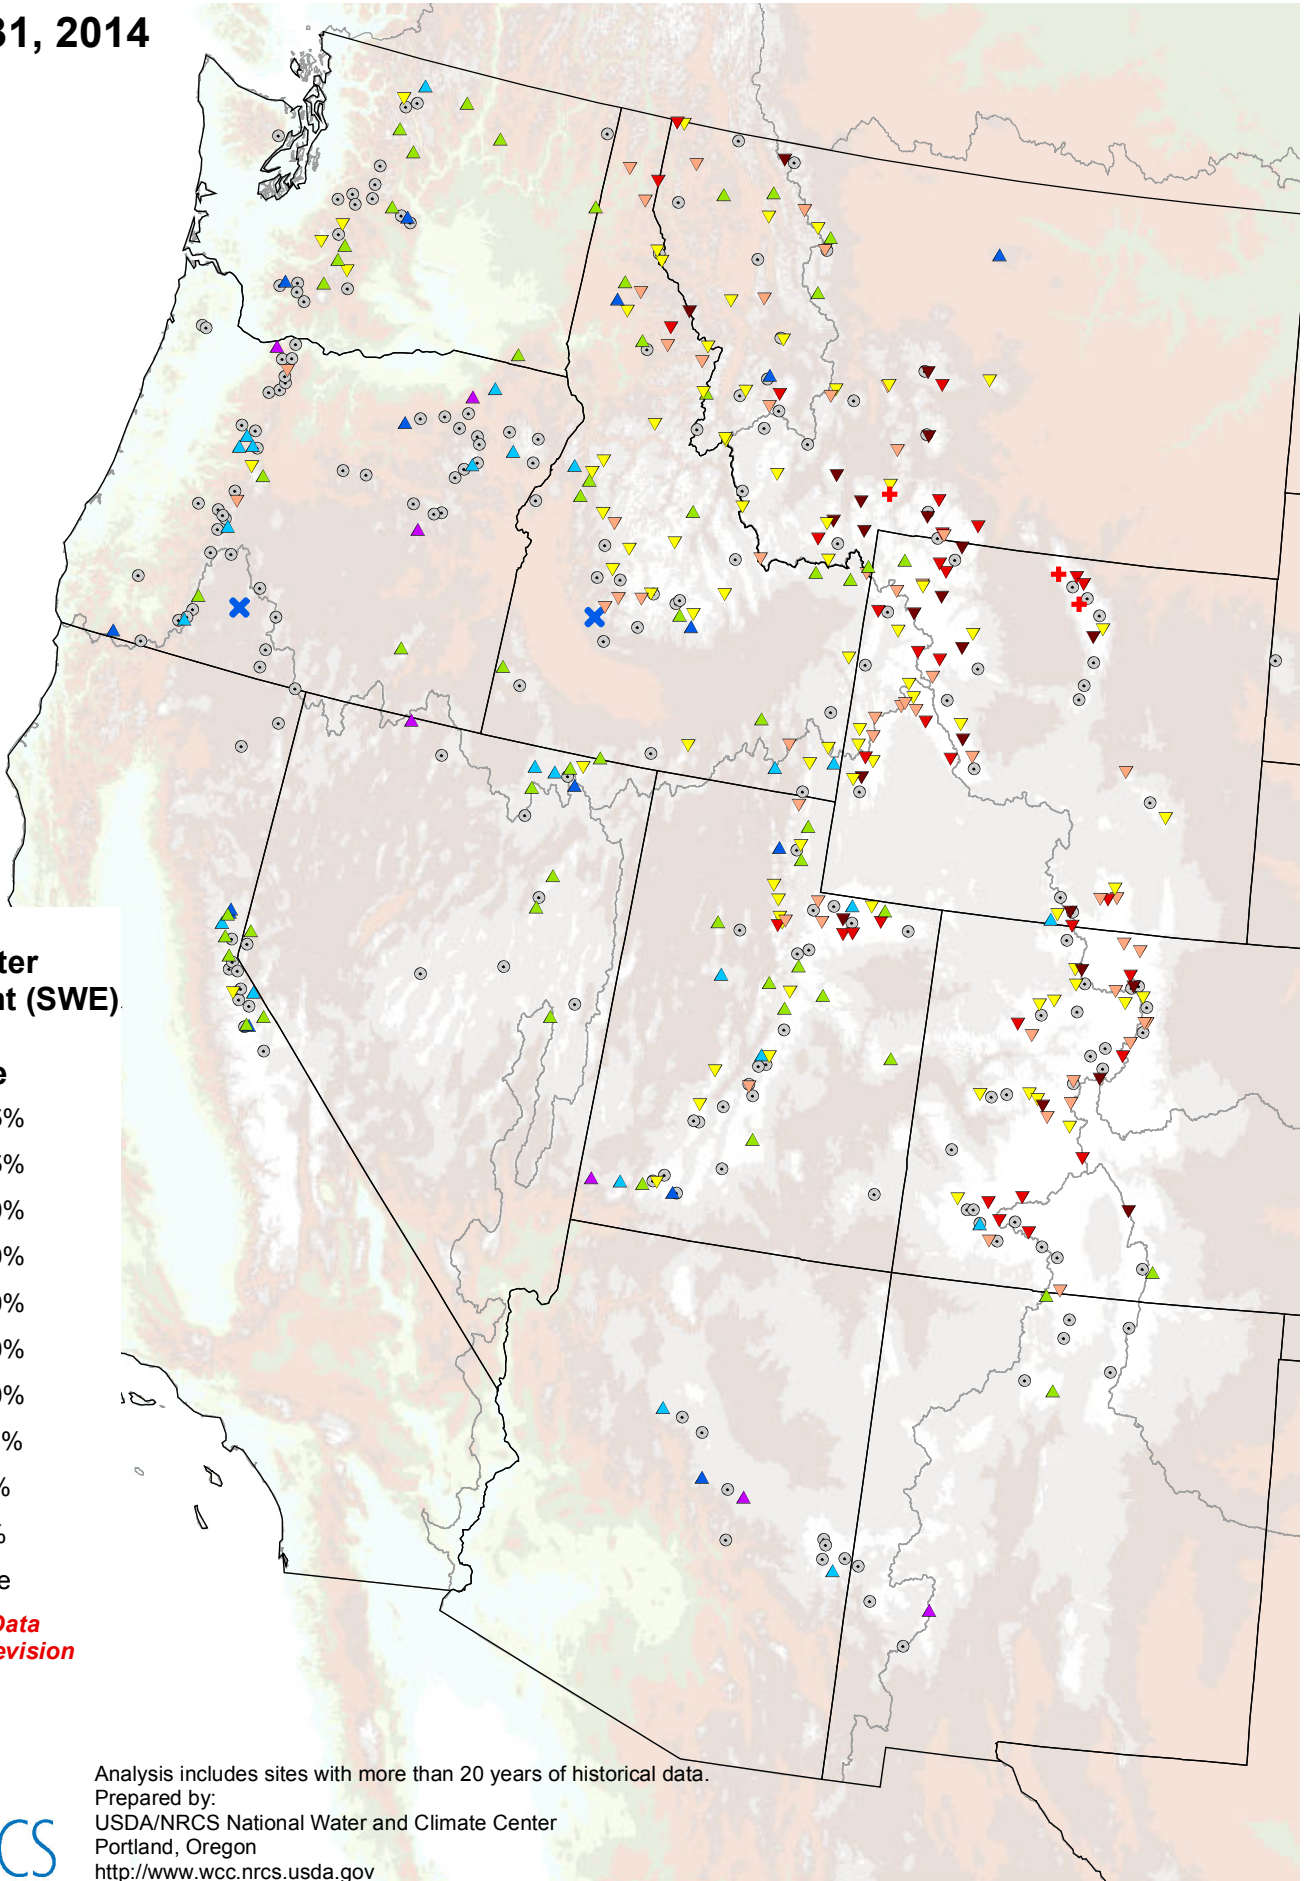 31, 2014
ter
t (SWE)
e
5%
5%
0%
0%
0%
0%
0%
%
%
%
e
Data
evision
Analysis includes sites with more than 20 years of historical data.
Prepared by:
USDA/NRCS National Water and Climate Center
Portland, Oregon
http://www.wcc.nrcs.usda.gov
CS